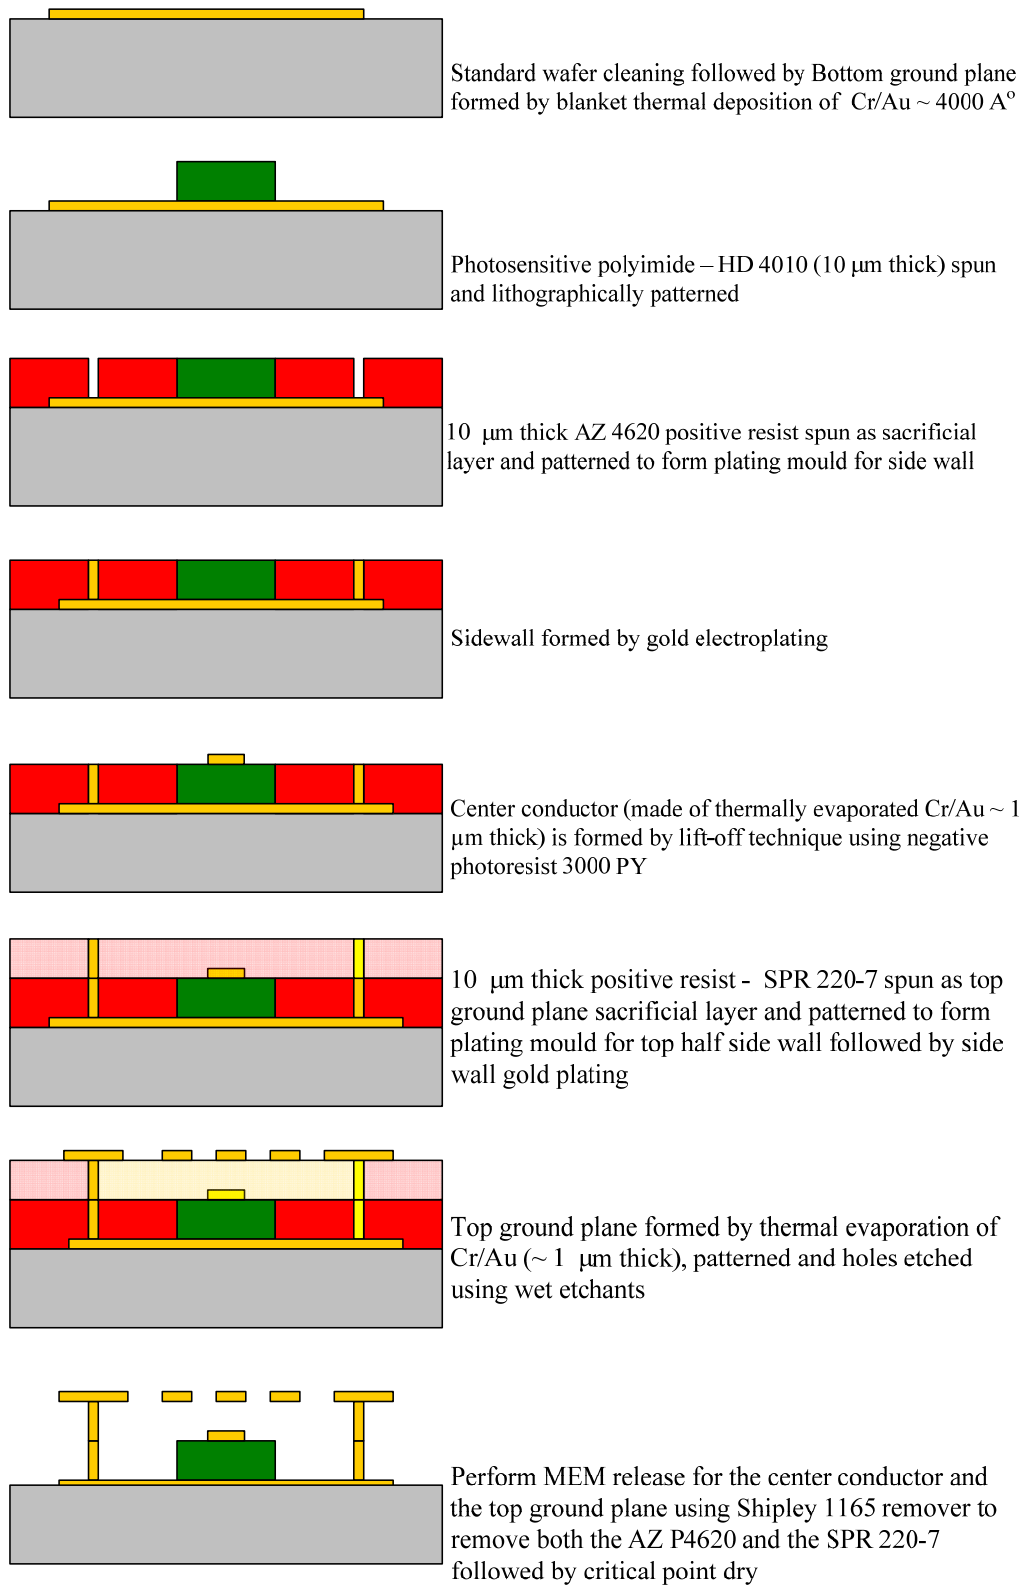 Standard wafer cleaning followed by Bottom ground plane
formed by blanket thermal deposition of Cr/Au ~ 4000 A°
Photosensitive polyimide – HD 4010 (10 µm thick) spun
and lithographically patterned
10 µm thick AZ 4620 positive resist spun as sacrificial
layer and patterned to form plating mould for side wall
Sidewall formed by gold electroplating
Center conductor (made of thermally evaporated Cr/Au ~ 1
µm thick) is formed by lift-off technique using negative
photoresist 3000 PY
10 µm thick positive resist - SPR 220-7 spun as top
ground plane sacrificial layer and patterned to form
plating mould for top half side wall followed by side
wall gold plating
Top ground plane formed by thermal evaporation of
Cr/Au (~ 1 µm thick), patterned and holes etched
using wet etchants
Perform MEM release for the center conductor and
the top ground plane using Shipley 1165 remover to
remove both the AZ P4620 and the SPR 220-7
followed by critical point dry